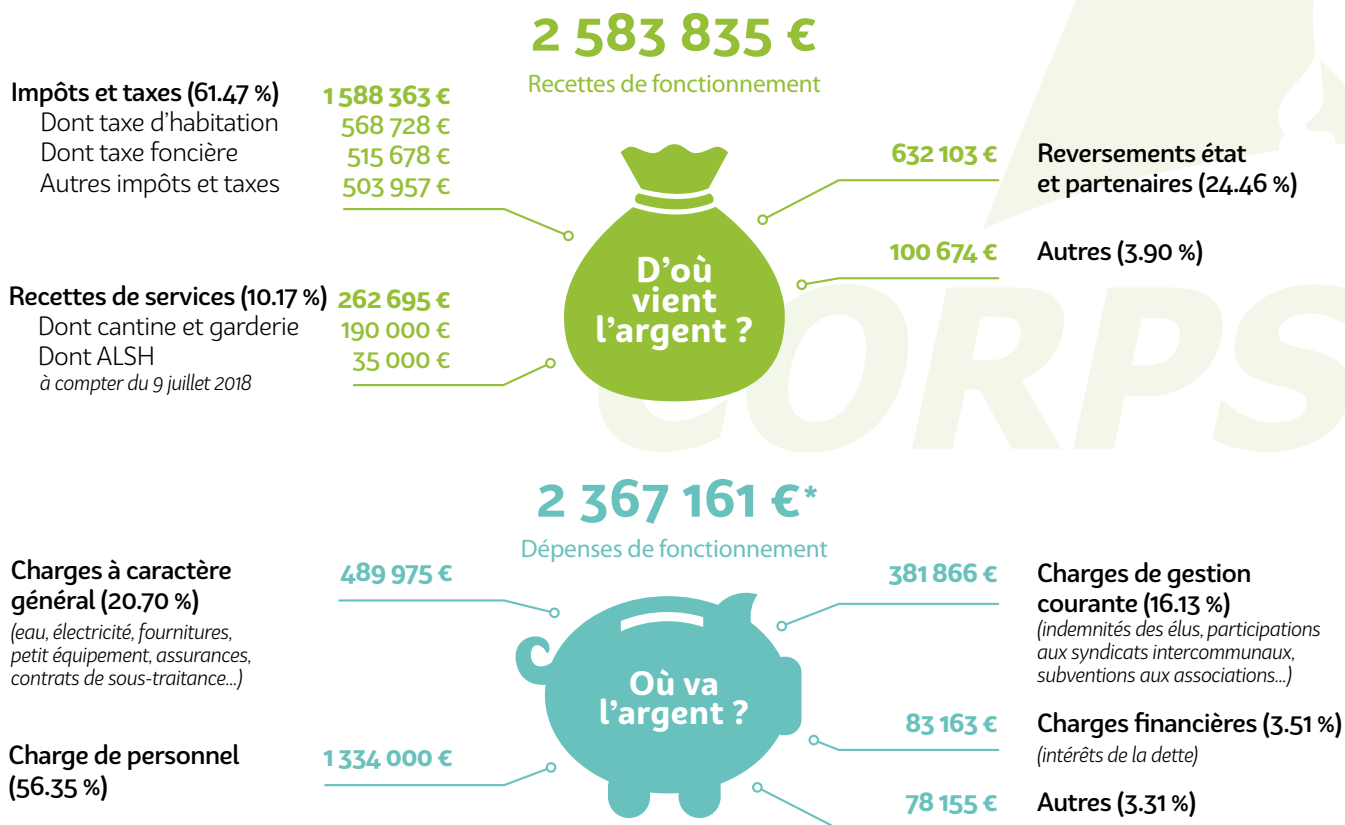 2 583 835 €
Recettes de fonctionnement
Impôts et taxes (61.47 %) 1 588 363 €
Dont taxe d'habitation 568 728 €
Dont taxe foncière 515 678 €
Autres impôts et taxes 503 957 €
Recettes de services (10.17 %) 262 695 €
Dont cantine et garderie 190 000 €
Dont ALSH 35 000 €
à compter du 9 juillet 2018
D'où
vient
l'argent ?
632 103 € Reversements état
et partenaires (24.46 %)
100 674 € Autres (3.90 %)
CORPS
2 367 161 €*
Dépenses de fonctionnement
Charges à caractère 489 975 €
général (20.70 %)
(eau, électricité, fournitures,
petit équipement, assurances,
contrats de sous-traitance...)
Charge de personnel 1 334 000 €
(56.35 %)
Où va
l'argent ?
381 866 € Charges de gestion
courante (16.13 %)
(indemnités des élus, participations
aux syndicats intercommunaux,
subventions aux associations...)
83 163 € Charges financières (3.51 %)
(intérêts de la dette)
78 155 € Autres (3.31 %)